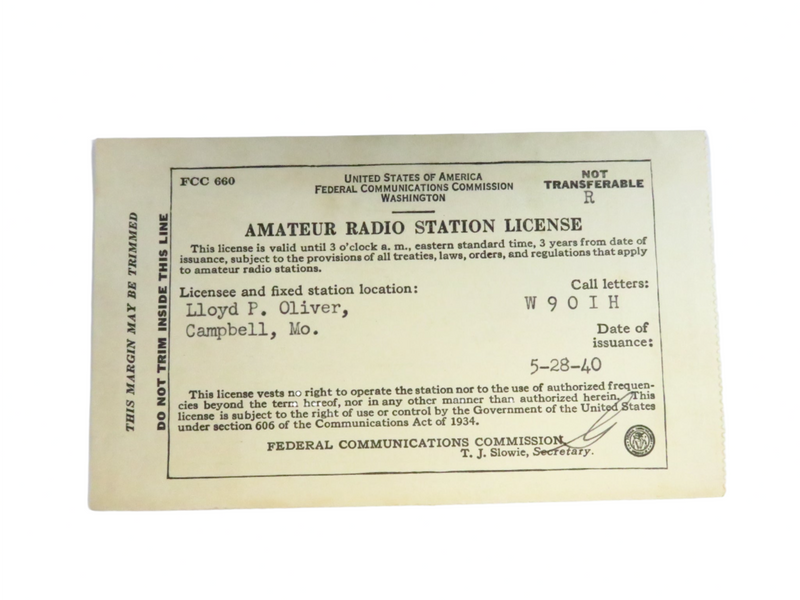 THIS MARGIN MAY BE TRIMMED
DO NOT TRIM INSIDE THIS LINE
FCC 660
UNITED STATES OF AMERICA
FEDERAL COMMUNICATIONS COMMISSION
WASHINGTON
NOT
TRANSFERABLE
R
AMATEUR RADIO STATION LICENSE
This license is valid until 3 o'clock a. m., eastern standard time, 3 years from date of
issuance, subject to the provisions of all treaties, laws, orders, and regulations that apply
to amateur radio stations.
Licensee and fixed station location:
Lloyd P. Oliver,
Campbell, Mo.
Call letters:
W 9 O I H
Date of
issuance:
5-28-40
This license vests no right to operate the station nor to the use of authorized frequen-
cies beyond the term hereof, nor in any other manner than authorized herein. This
license is subject to the right of use or control by the Government of the United States
under section 606 of the Communications Act of 1934.
FEDERAL COMMUNICATIONS COMMISSION,
T. J. Slowie, Secretary.